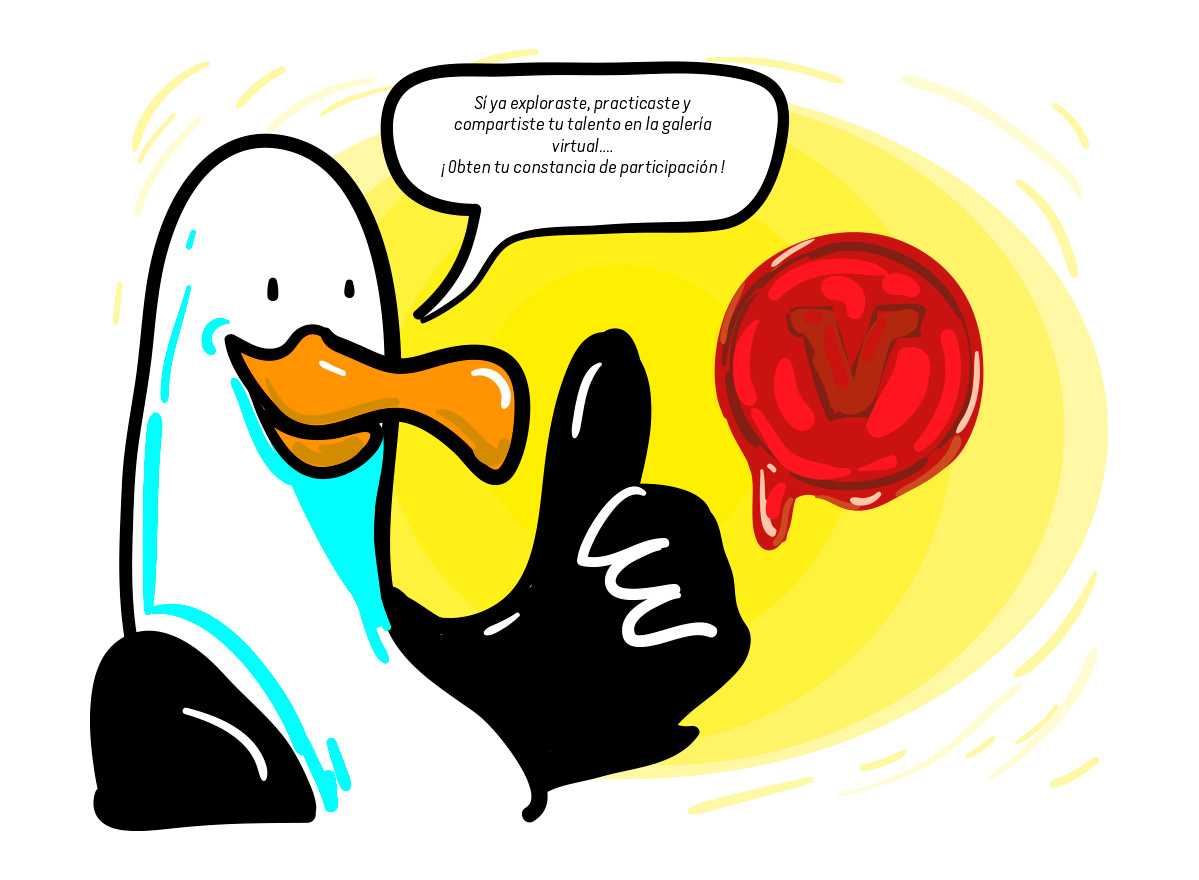 Sí ya exploraste, practicaste y
compartiste tu talento en la galería
virtual....
¡ Obten tu constancia de participación !
V